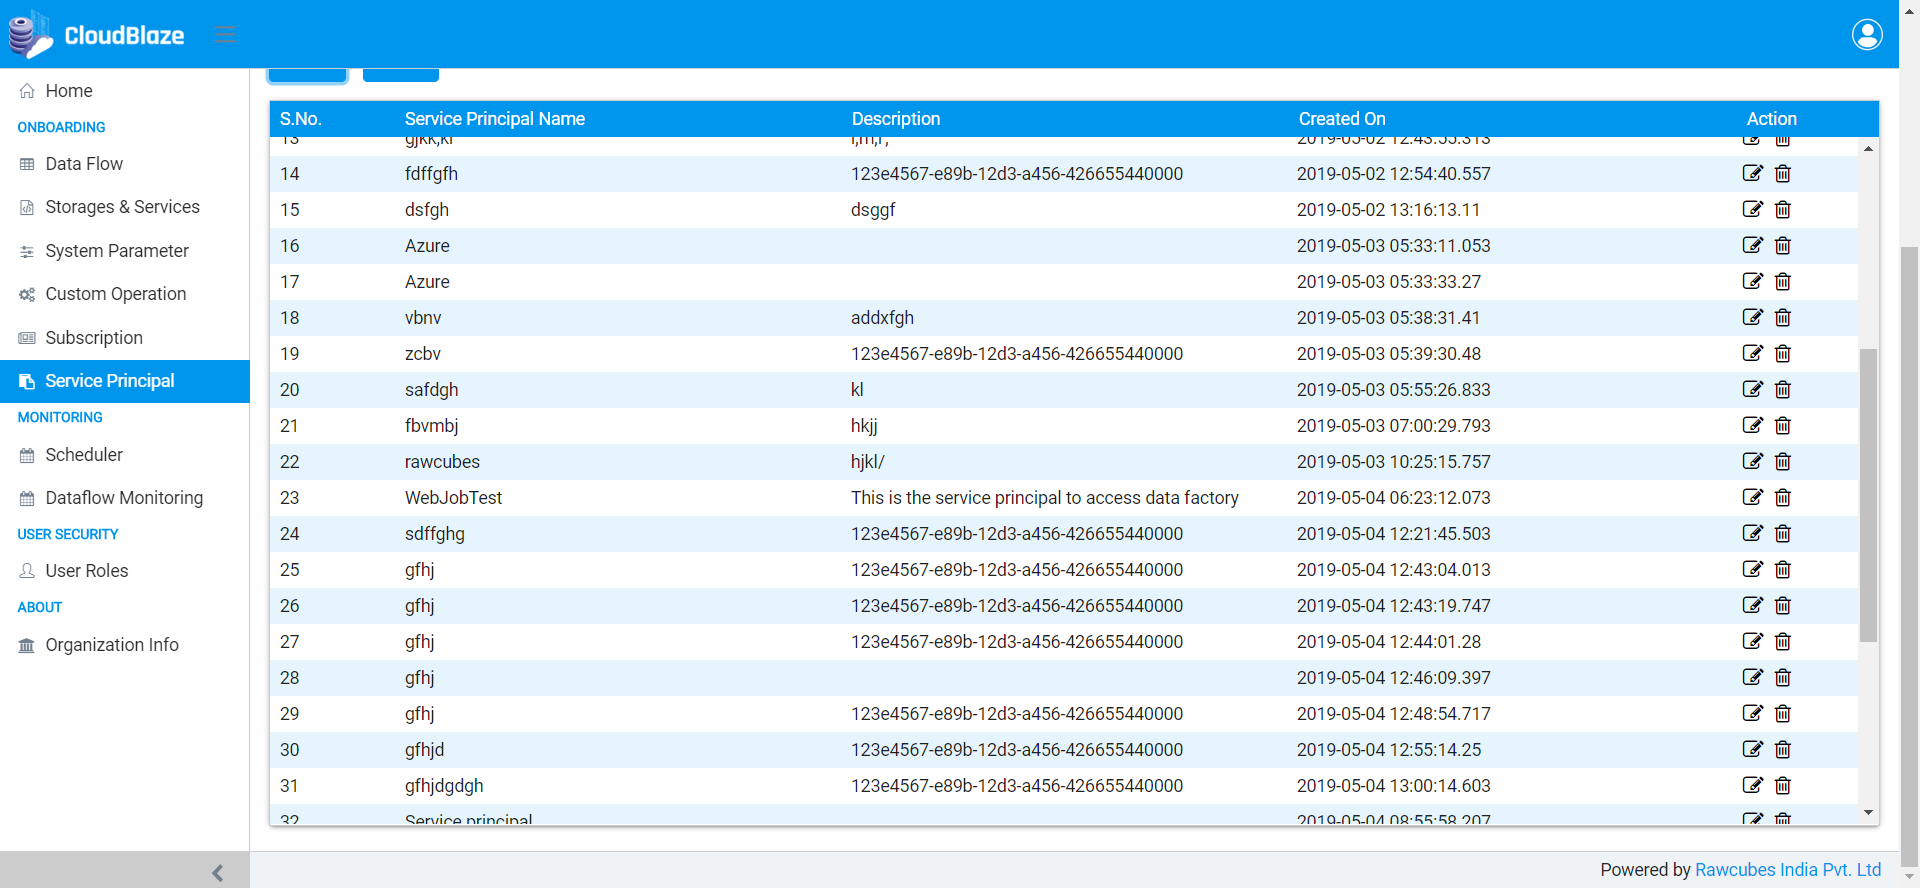 CloudBlaze
Home
ONBOARDING
Data Flow
Storages & Services
System Parameter
Custom Operation
Subscription
Service Principal
MONITORING
Scheduler
Dataflow Monitoring
USER SECURITY
User Roles
ABOUT
Organization Info
S.No. Service Principal Name Description Created On Action
13 gjkk,kl 2019-05-02 12:43:55.313
14 fdffgfh 123e4567-e89b-12d3-a456-426655440000 2019-05-02 12:54:40.557
15 dsfgh dsggf 2019-05-02 13:16:13.11
16 Azure 2019-05-03 05:33:11.053
17 Azure 2019-05-03 05:33:33.27
18 vbnv addxfgh 2019-05-03 05:38:31.41
19 zcbv 123e4567-e89b-12d3-a456-426655440000 2019-05-03 05:39:30.48
20 safdgh kl 2019-05-03 05:55:26.833
21 fbvmbj hkjj 2019-05-03 07:00:29.793
22 rawcubes hjkl/ 2019-05-03 10:25:15.757
23 WebJobTest This is the service principal to access data factory 2019-05-04 06:23:12.073
24 sdffghg 123e4567-e89b-12d3-a456-426655440000 2019-05-04 12:21:45.503
25 gfhj 123e4567-e89b-12d3-a456-426655440000 2019-05-04 12:43:04.013
26 gfhj 123e4567-e89b-12d3-a456-426655440000 2019-05-04 12:43:19.747
27 gfhj 123e4567-e89b-12d3-a456-426655440000 2019-05-04 12:44:01.28
28 gfhj 2019-05-04 12:46:09.397
29 gfhj 123e4567-e89b-12d3-a456-426655440000 2019-05-04 12:48:54.717
30 gfhjd 123e4567-e89b-12d3-a456-426655440000 2019-05-04 12:55:14.25
31 gfhjdgdgh 123e4567-e89b-12d3-a456-426655440000 2019-05-04 13:00:14.603
32 Service principal 2019-05-04 08:55:58.207
Powered by Rawcubes India Pvt. Ltd